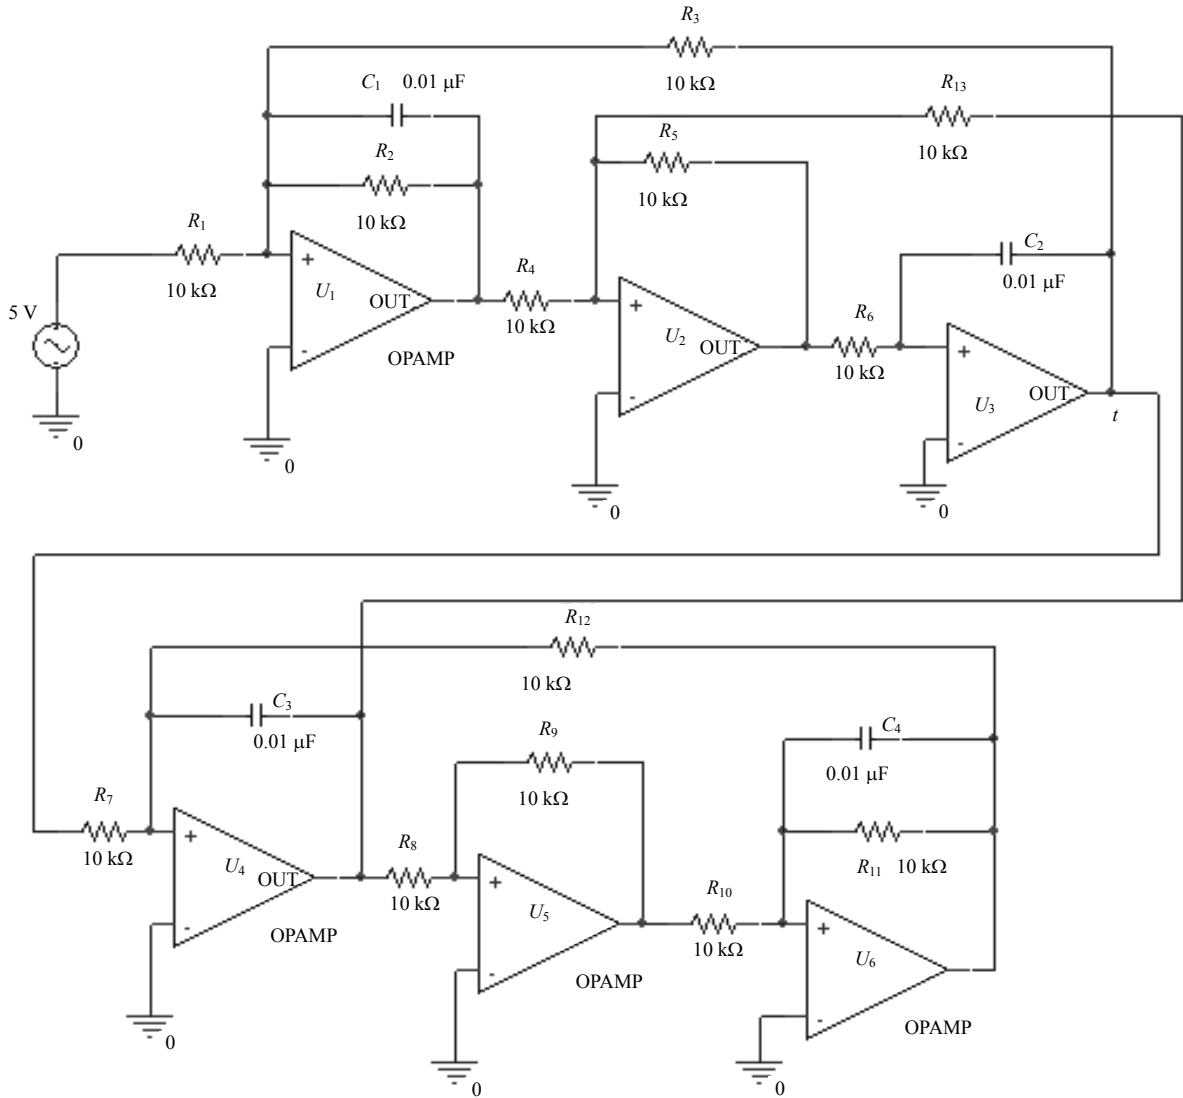 R3
10 kΩ
C1 0.01 μF
R13
10 kΩ
R5
10 kΩ
R2
10 kΩ
R1
10 kΩ
+
U1
OUT
-
OPAMP
0
5 V
0
R4
10 kΩ
+
U2
OUT
-
0
C2
0.01 μF
R6
10 kΩ
+
U3
OUT
-
t
0
R12
10 kΩ
C3
0.01 μF
R9
10 kΩ
C4
0.01 μF
R7
10 kΩ
+
U4
OUT
-
OPAMP
0
R8
10 kΩ
+
U5
-
OPAMP
0
R11 10 kΩ
R10
10 kΩ
+
U6
-
OPAMP
0